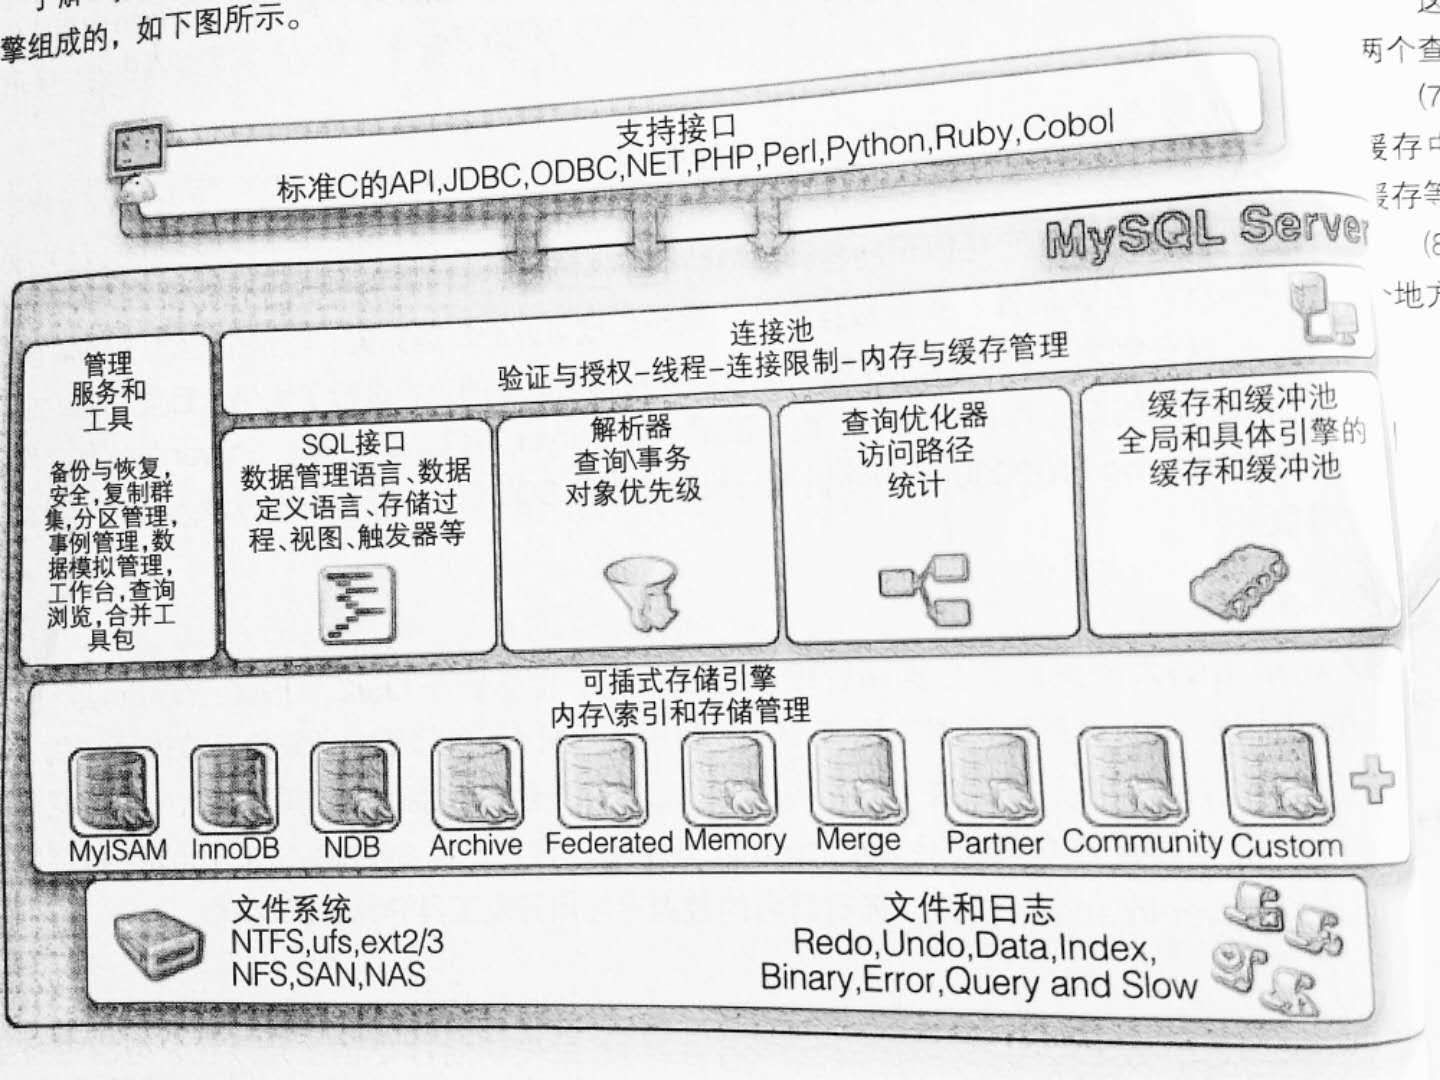 擎组成的，如下图所示。
支持接口
标准C的API,JDBC,ODBC,NET,PHP,Perl,Python,Ruby,Cobol
MySQL Server
连接池
验证与授权–线程–连接限制–内存与缓存管理
管理
服务和
工具
备份与恢复,
安全,复制群
集,分区管理,
事例管理,数
据模拟管理,
工作台,查询
浏览,合并工
具包
SQL接口
数据管理语言、数据
定义语言、存储过
程、视图、触发器等
解析器
查询\事务
对象优先级
查询优化器
访问路径
统计
缓存和缓冲池
全局和具体引擎的
缓存和缓冲池
可插式存储引擎
内存\索引和存储管理
MyISAM InnoDB NDB Archive Federated Memory Merge Partner Community Custom
文件系统
NTFS,ufs,ext2/3
NFS,SAN,NAS
文件和日志
Redo,Undo,Data,Index,
Binary,Error,Query and Slow
两个查
(7
缓存中
缓存等
(8
个地方